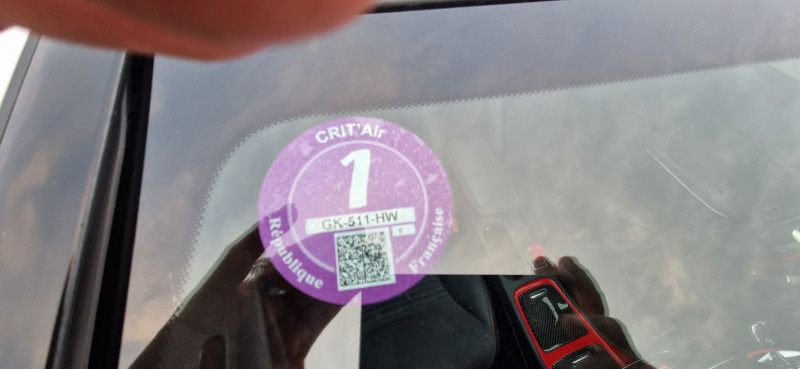 CRIT'Air
1
GK-511-HW
République Française